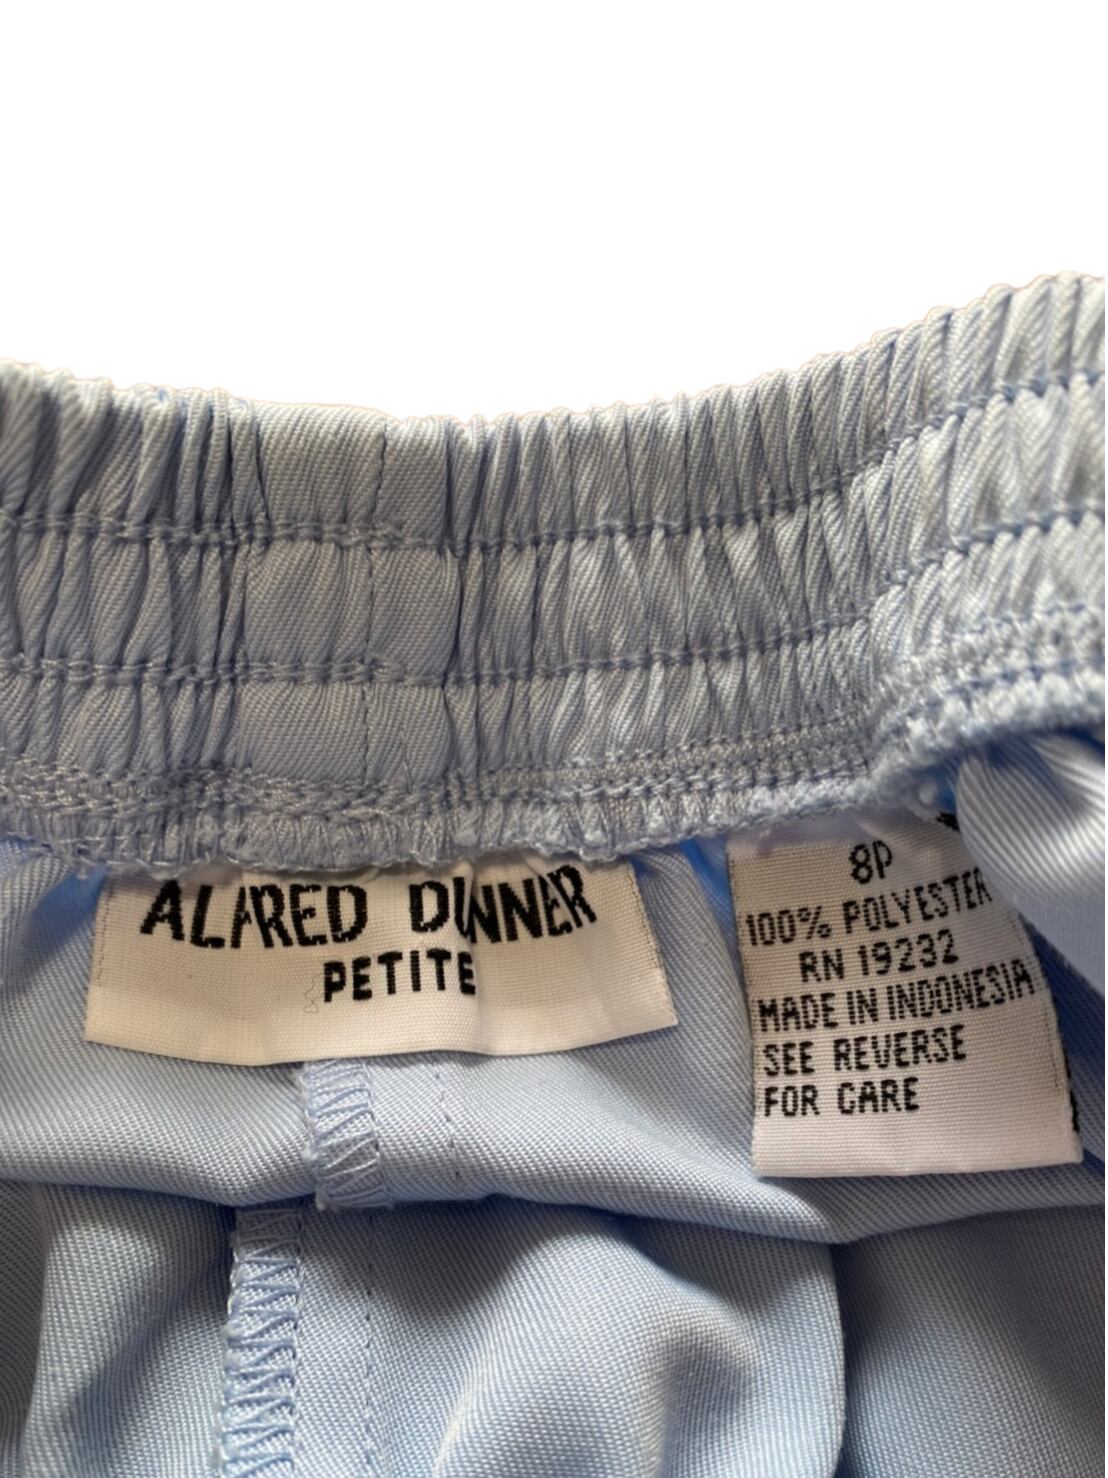 ALFRED DUNNER
PETITE
8P
100% POLYESTER
RN 19232
MADE IN INDONESIA
SEE REVERSE
FOR CARE